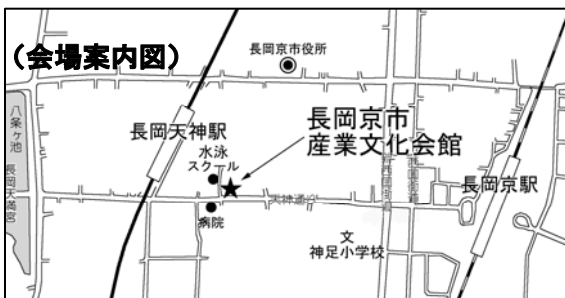 (会場案内図)
長岡京市役所
八条ヶ池
長岡天満宮
長岡天神駅
水泳
スクール
長岡京市
産業文化会館
天神通り
病院
長岡京駅
文
神足小学校